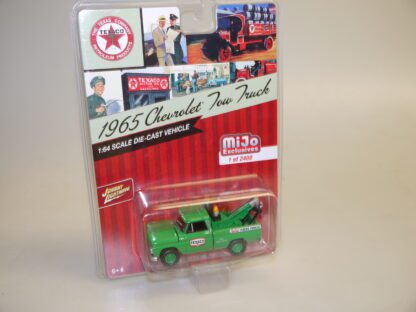 THE TEXAS COMPANY
TEXACO
PETROLEUM PRODUCTS
TEXACO
1965 Chevrolet Tow Truck
1:64 SCALE DIE-CAST VEHICLE
MiJo
Exclusives
1 of 2400
JOHNNY
LIGHTNING
TEXACO